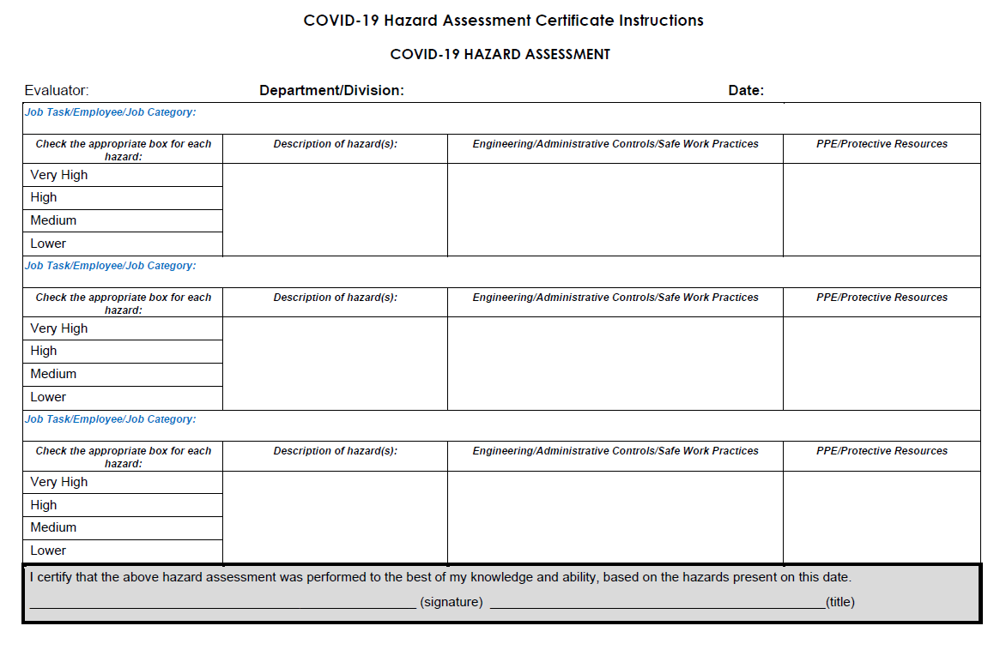 COVID-19 Hazard Assessment Certificate Instructions
COVID-19 HAZARD ASSESSMENT
Evaluator: Department/Division: Date:
Job Task/Employee/Job Category:
Check the appropriate box for each hazard: Description of hazard(s): Engineering/Administrative Controls/Safe Work Practices PPE/Protective Resources
Very High
High
Medium
Lower
Job Task/Employee/Job Category:
Check the appropriate box for each hazard: Description of hazard(s): Engineering/Administrative Controls/Safe Work Practices PPE/Protective Resources
Very High
High
Medium
Lower
Job Task/Employee/Job Category:
Check the appropriate box for each hazard: Description of hazard(s): Engineering/Administrative Controls/Safe Work Practices PPE/Protective Resources
Very High
High
Medium
Lower
I certify that the above hazard assessment was performed to the best of my knowledge and ability, based on the hazards present on this date.
(signature) (title)